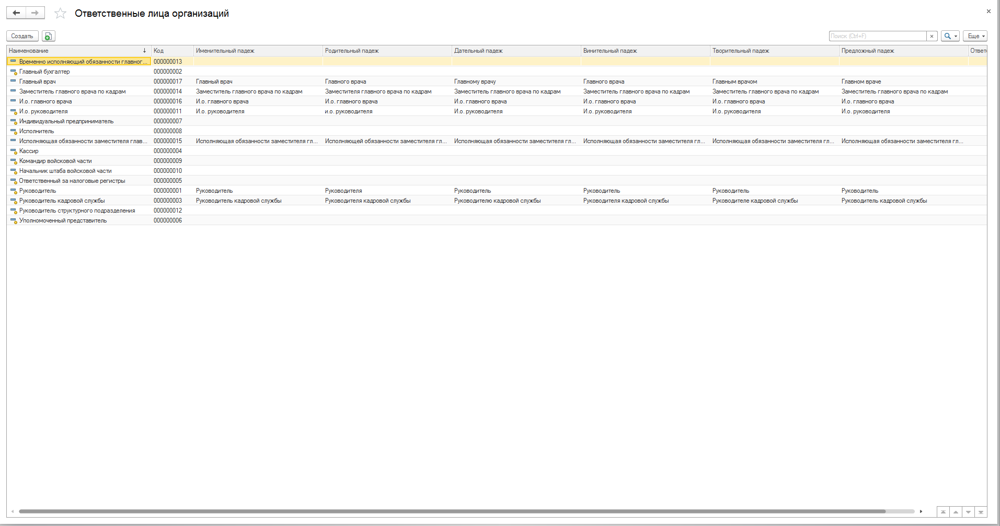 Ответственные лица организаций
Создать Поиск (Ctrl+F) Еще
Наименование Код Именительный падеж Родительный падеж Дательный падеж Винительный падеж Творительный падеж Предложный падеж Ответ
Временно исполняющий обязанности главног... 000000013
Главный бухгалтер 000000002
Главный врач 000000017 Главный врач Главного врача Главному врачу Главного врача Главным врачом Главном враче
Заместитель главного врача по кадрам 000000014 Заместитель главного врача по кадрам Заместителя главного врача по кадрам Заместитель главного врача по кадрам Заместитель главного врача по кадрам Заместитель главного врача по кадрам Заместитель главного врача по кадрам
И.о. главного врача 000000016 И.о. главного врача И.о. главного врача И.о. главного врача И.о. главного врача И.о. главного врача И.о. главного врача
И.о. руководителя 000000011 И.о. руководителя и.о. руководителя И.о. руководителя И.о. руководителя И.о. руководителя И.о. руководителя
Индивидуальный предприниматель 000000007
Исполнитель 000000008
Исполняющая обязанности заместителя глав... 000000015 Исполняющая обязанности заместителя гл... Исполняющей обязанности заместителя гл... Исполняющая обязанности заместителя гл... Исполняющая обязанности заместителя гл... Исполняющая обязанности заместителя гл... Исполняющая обязанности заместителя гл...
Кассир 000000004
Командир войсковой части 000000009
Начальник штаба войсковой части 000000010
Ответственный за налоговые регистры 000000005
Руководитель 000000001 Руководитель Руководителя Руководитель Руководитель Руководитель Руководитель
Руководитель кадровой службы 000000003 Руководитель кадровой службы Руководителя кадровой службы Руководителю кадровой службы Руководителя кадровой службы Руководителе кадровой службы Руководитель кадровой службы
Руководитель структурного подразделения 000000012
Уполномоченный представитель 000000006